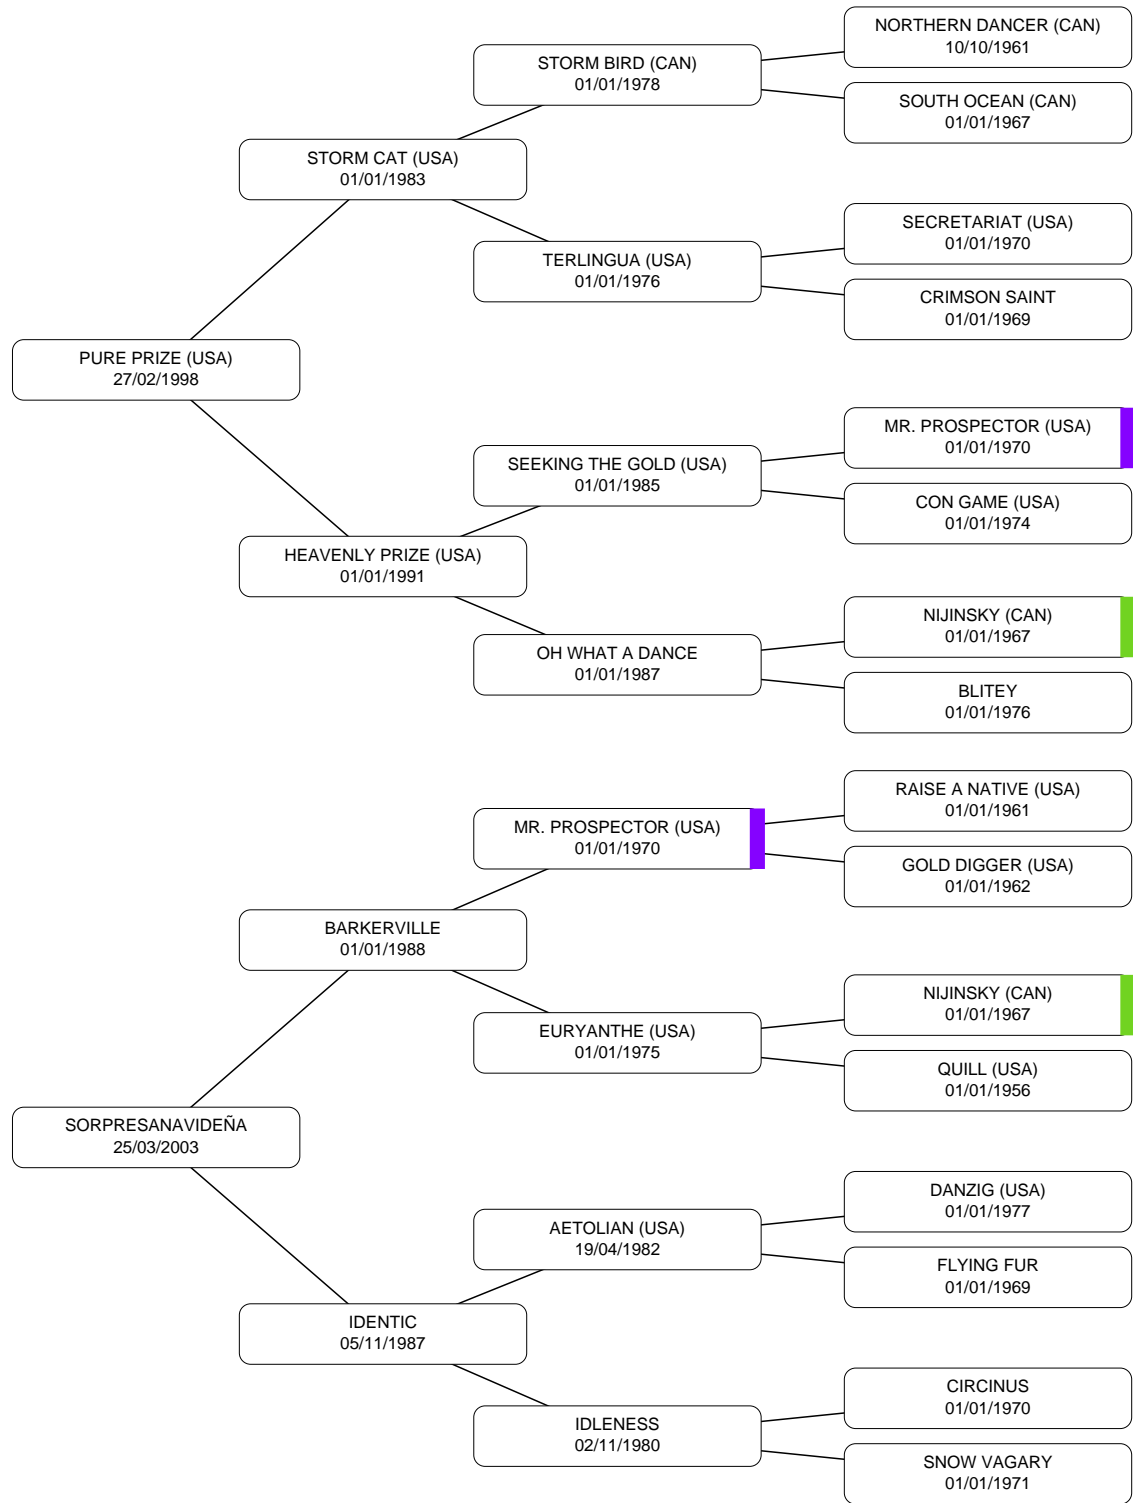 NORTHERN DANCER (CAN)
10/10/1961
STORM BIRD (CAN)
01/01/1978
SOUTH OCEAN (CAN)
01/01/1967
STORM CAT (USA)
01/01/1983
SECRETARIAT (USA)
01/01/1970
TERLINGUA (USA)
01/01/1976
CRIMSON SAINT
01/01/1969
PURE PRIZE (USA)
27/02/1998
MR. PROSPECTOR (USA)
01/01/1970
SEEKING THE GOLD (USA)
01/01/1985
CON GAME (USA)
01/01/1974
HEAVENLY PRIZE (USA)
01/01/1991
NIJINSKY (CAN)
01/01/1967
OH WHAT A DANCE
01/01/1987
BLITEY
01/01/1976
RAISE A NATIVE (USA)
01/01/1961
MR. PROSPECTOR (USA)
01/01/1970
GOLD DIGGER (USA)
01/01/1962
BARKERVILLE
01/01/1988
NIJINSKY (CAN)
01/01/1967
EURYANTHE (USA)
01/01/1975
QUILL (USA)
01/01/1956
SORPRESANAVIDEÑA
25/03/2003
DANZIG (USA)
01/01/1977
AETOLIAN (USA)
19/04/1982
FLYING FUR
01/01/1969
IDENTIC
05/11/1987
CIRCINUS
01/01/1970
IDLENESS
02/11/1980
SNOW VAGARY
01/01/1971